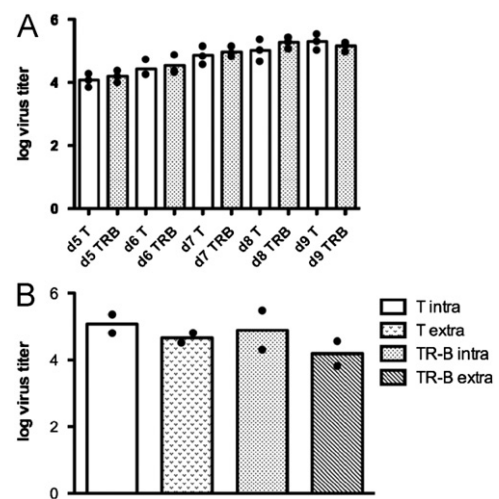 A
log virus titer
6
4
2
0
d5 T
d5 TRB
d6 T
d6 TRB
d7 T
d7 TRB
d8 T
d8 TRB
d9 T
d9 TRB
B
log virus titer
6
4
2
0
T intra
T extra
TR-B intra
TR-B extra